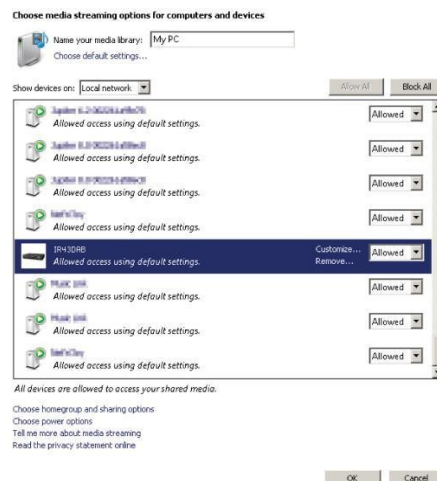 Choose media streaming options for computers and devices
Name your media library: My PC
Choose default settings...
Show devices on: Local network Allow All Block All
Allowed
Allowed access using default settings.
Allowed
Allowed access using default settings.
Allowed
Allowed access using default settings.
Allowed
Allowed access using default settings.
IR430RB Customize... Allowed
Allowed access using default settings. Remove...
Allowed
Allowed access using default settings.
Allowed
Allowed access using default settings.
Allowed
Allowed access using default settings.
All devices are allowed to access your shared media.
Choose homegroup and sharing options
Choose power options
Tell me more about media streaming
Read the privacy statement online
OK Cancel